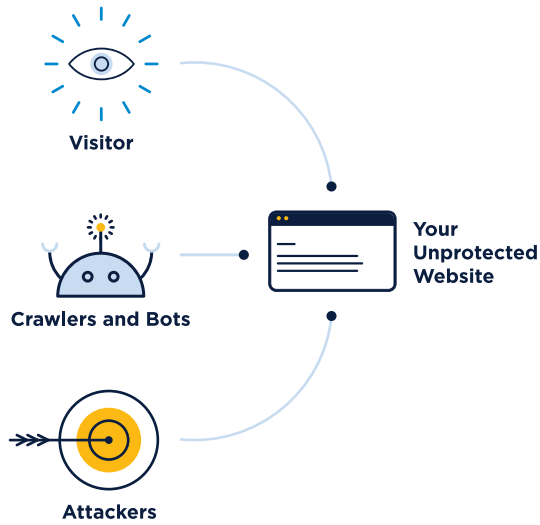 Visitor
Your
Unprotected
Website
Crawlers and Bots
Attackers